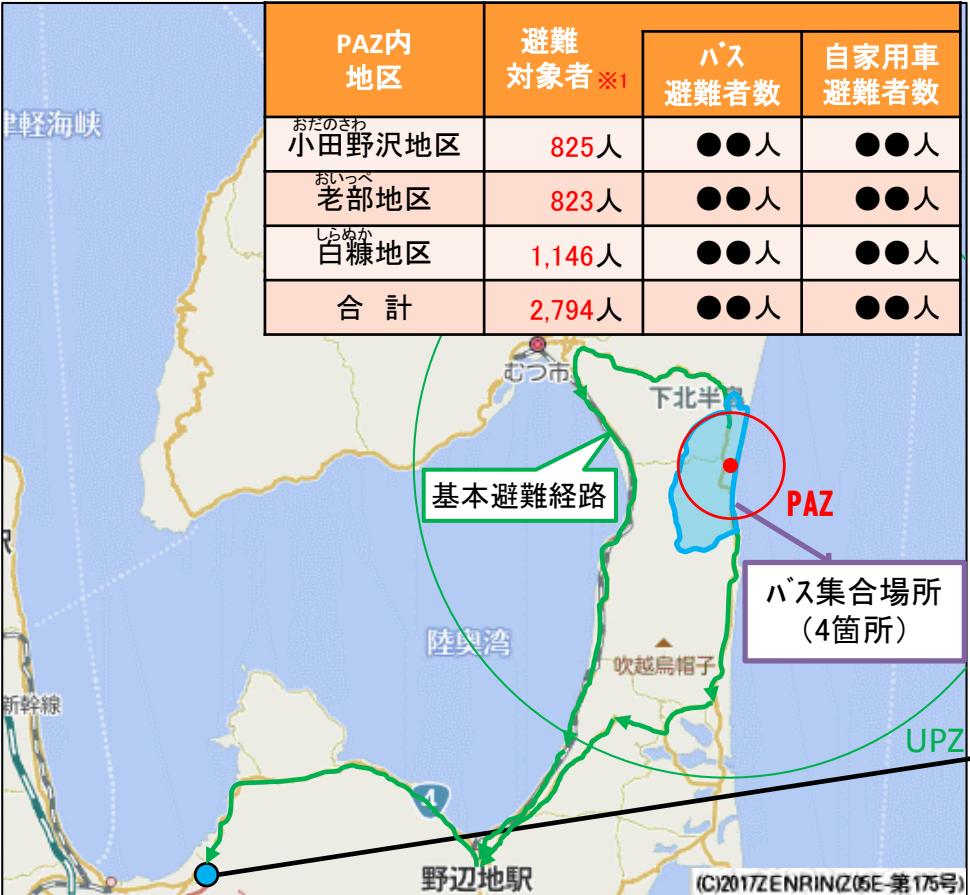 PAZ内
地区
避難
対象者※1
バス
避難者数
自家用車
避難者数
おだのさわ
小田野沢地区
825人
●●人
●●人
おいっぺ
老部地区
823人
●●人
●●人
しらぬか
白糠地区
1,146人
●●人
●●人
合 計
2,794人
●●人
●●人
津軽海峡
むつ市
下北半島
基本避難経路
PAZ
バス集合場所
(4箇所)
陸奥湾
吹越烏帽子
新幹線
UPZ
4
野辺地駅
(C)2017ZENRIN(Z05E-第175号)